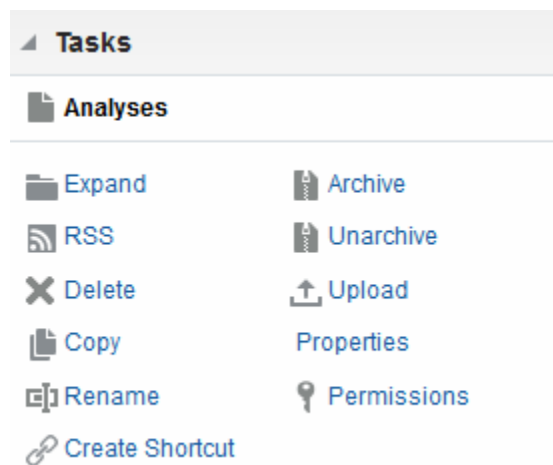 Tasks
Analyses
Expand
Archive
RSS
Unarchive
Delete
Upload
Copy
Properties
Rename
Permissions
Create Shortcut